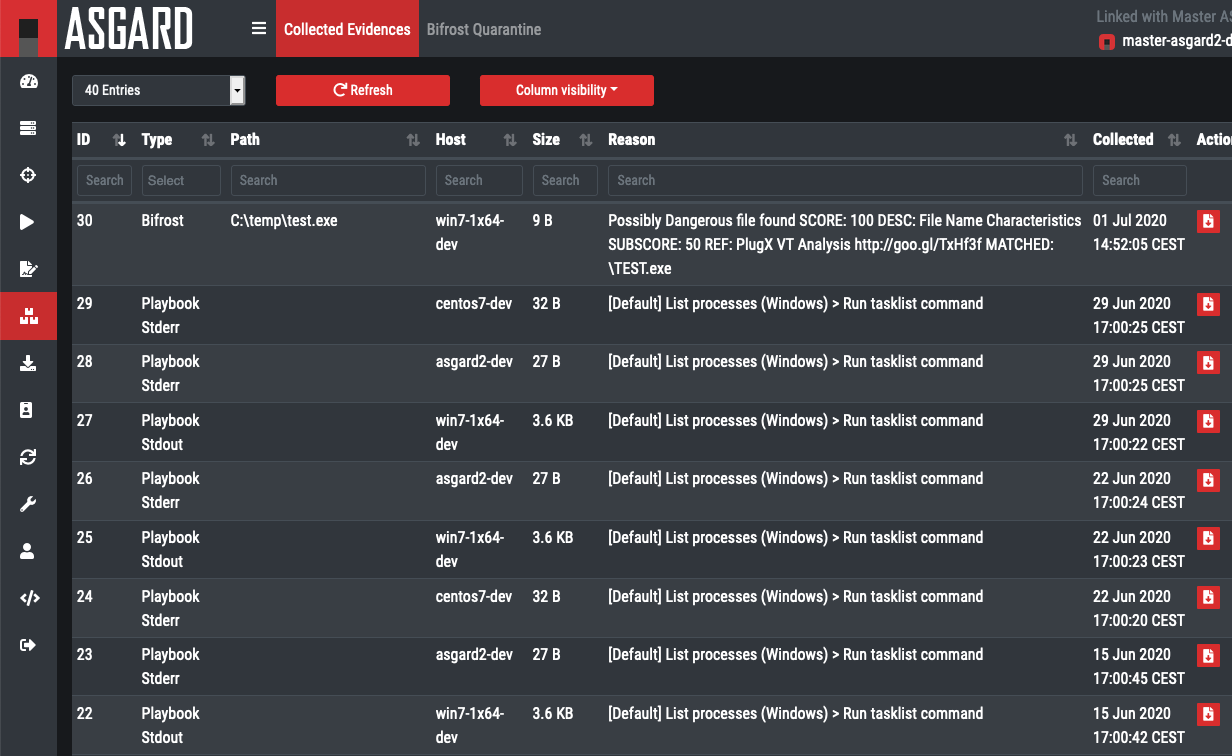 ASGARD
Collected Evidences
Bifrost Quarantine
Linked with Master AS
master-asgard2-d
40 Entries
Refresh
Column visibility
ID Type Path Host Size Reason Collected Actio
Search Select Search Search Search Search Search
30 Bifrost C:\temp\test.exe win7-1x64- 9 B Possibly Dangerous file found SCORE: 100 DESC: File Name Characteristics 01 Jul 2020
dev SUBSCORE: 50 REF: PlugX VT Analysis http://goo.gl/TxHf3f MATCHED: 14:52:05 CEST
\TEST.exe
29 Playbook centos7-dev 32 B [Default] List processes (Windows) > Run tasklist command 29 Jun 2020
Stderr 17:00:25 CEST
28 Playbook asgard2-dev 27 B [Default] List processes (Windows) > Run tasklist command 29 Jun 2020
Stderr 17:00:25 CEST
27 Playbook win7-1x64- 3.6 KB [Default] List processes (Windows) > Run tasklist command 29 Jun 2020
Stdout dev 17:00:22 CEST
26 Playbook asgard2-dev 27 B [Default] List processes (Windows) > Run tasklist command 22 Jun 2020
Stderr 17:00:24 CEST
25 Playbook win7-1x64- 3.6 KB [Default] List processes (Windows) > Run tasklist command 22 Jun 2020
Stdout dev 17:00:23 CEST
24 Playbook centos7-dev 32 B [Default] List processes (Windows) > Run tasklist command 22 Jun 2020
Stderr 17:00:20 CEST
23 Playbook asgard2-dev 27 B [Default] List processes (Windows) > Run tasklist command 15 Jun 2020
Stderr 17:00:45 CEST
22 Playbook win7-1x64- 3.6 KB [Default] List processes (Windows) > Run tasklist command 15 Jun 2020
Stdout dev 17:00:42 CEST